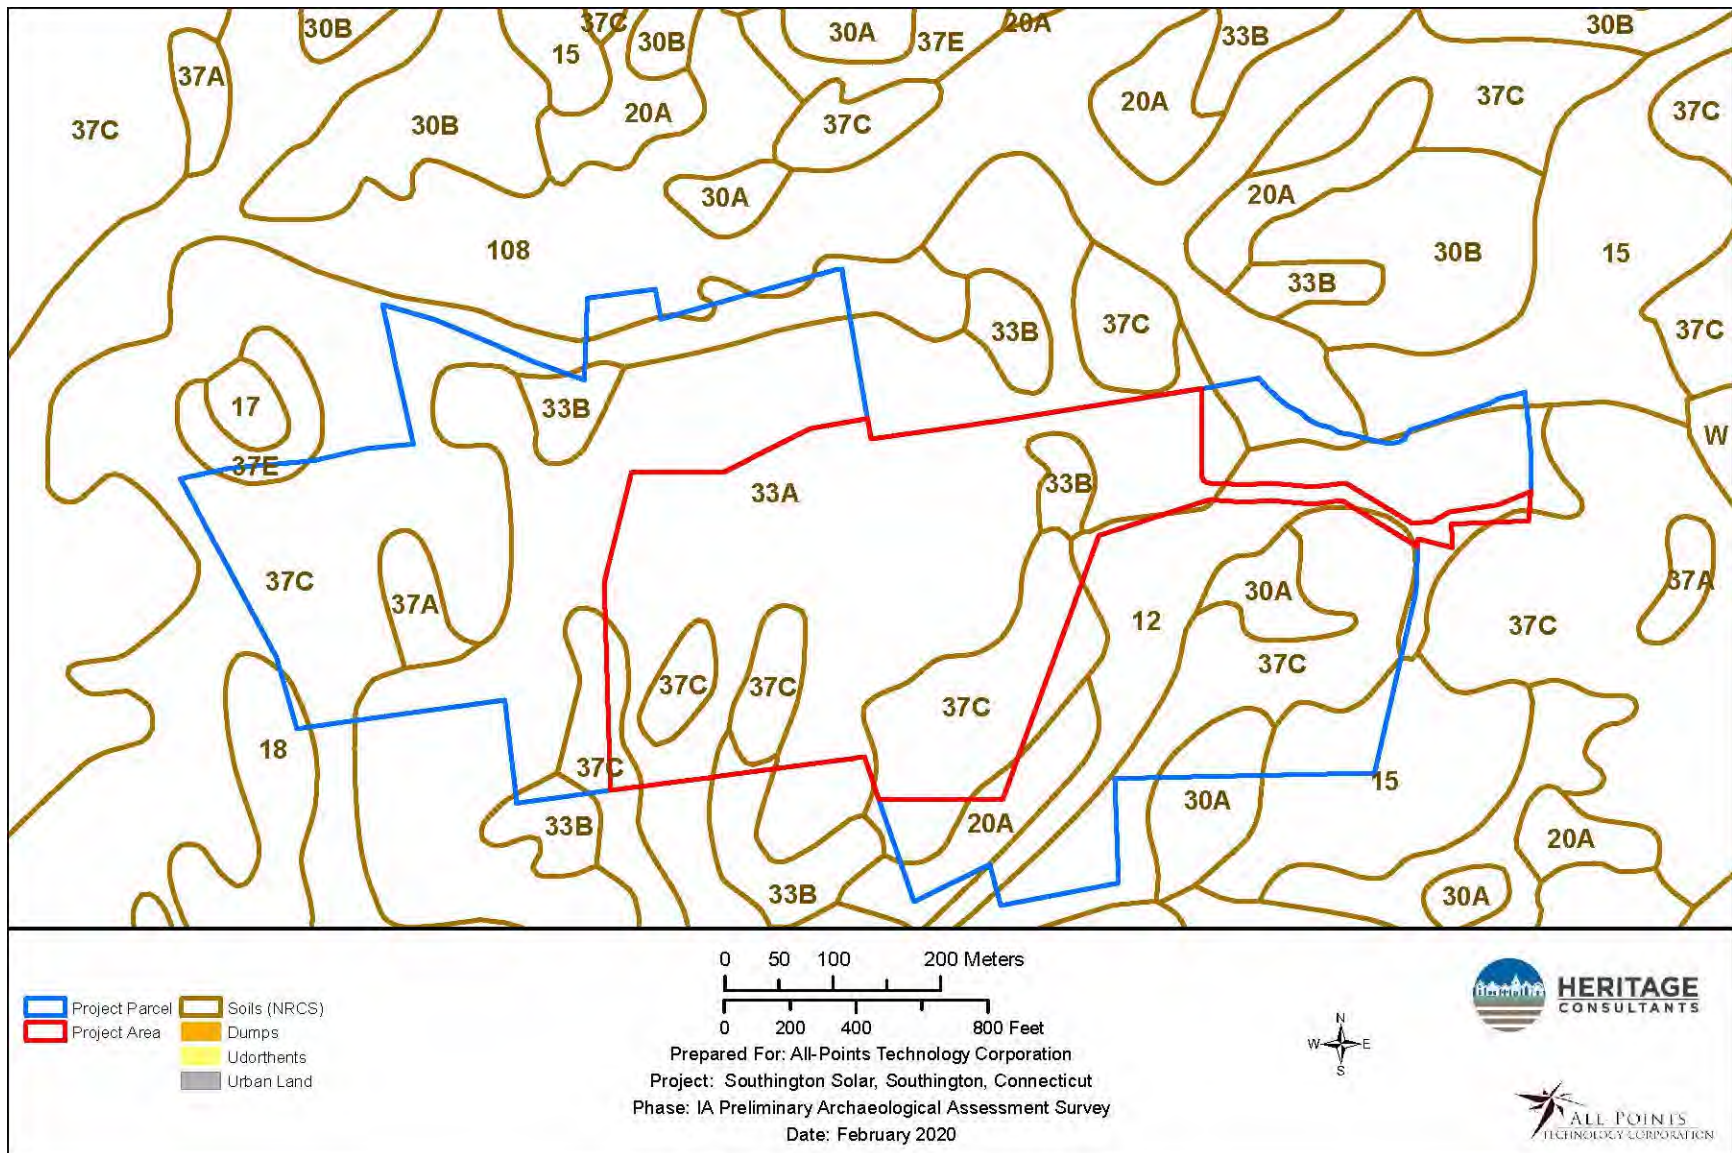 30B
37C
30B
30A
37E
20A
33B
30B
15
37A
20A
37C
37C
37C
30B
20A
37C
30A
20A
108
30B
15
33B
37C
33B
37C
33B
17
37E
33A
33B
W
37C
37A
30A
37A
12
37C
37C
37C
37C
37C
18
37C
15
30A
33B
20A
20A
33B
30A
0 50 100 200 Meters
0 200 400 800 Feet
Project Parcel
Project Area
Soils (NRCS)
Dumps
Udorthents
Urban Land
Prepared For: All-Points Technology Corporation
Project: Southington Solar, Southington, Connecticut
Phase: IA Preliminary Archaeological Assessment Survey
Date: February 2020
N
W E
S
HERITAGE
CONSULTANTS
ALL POINTS
TECHNOLOGY CORPORATION